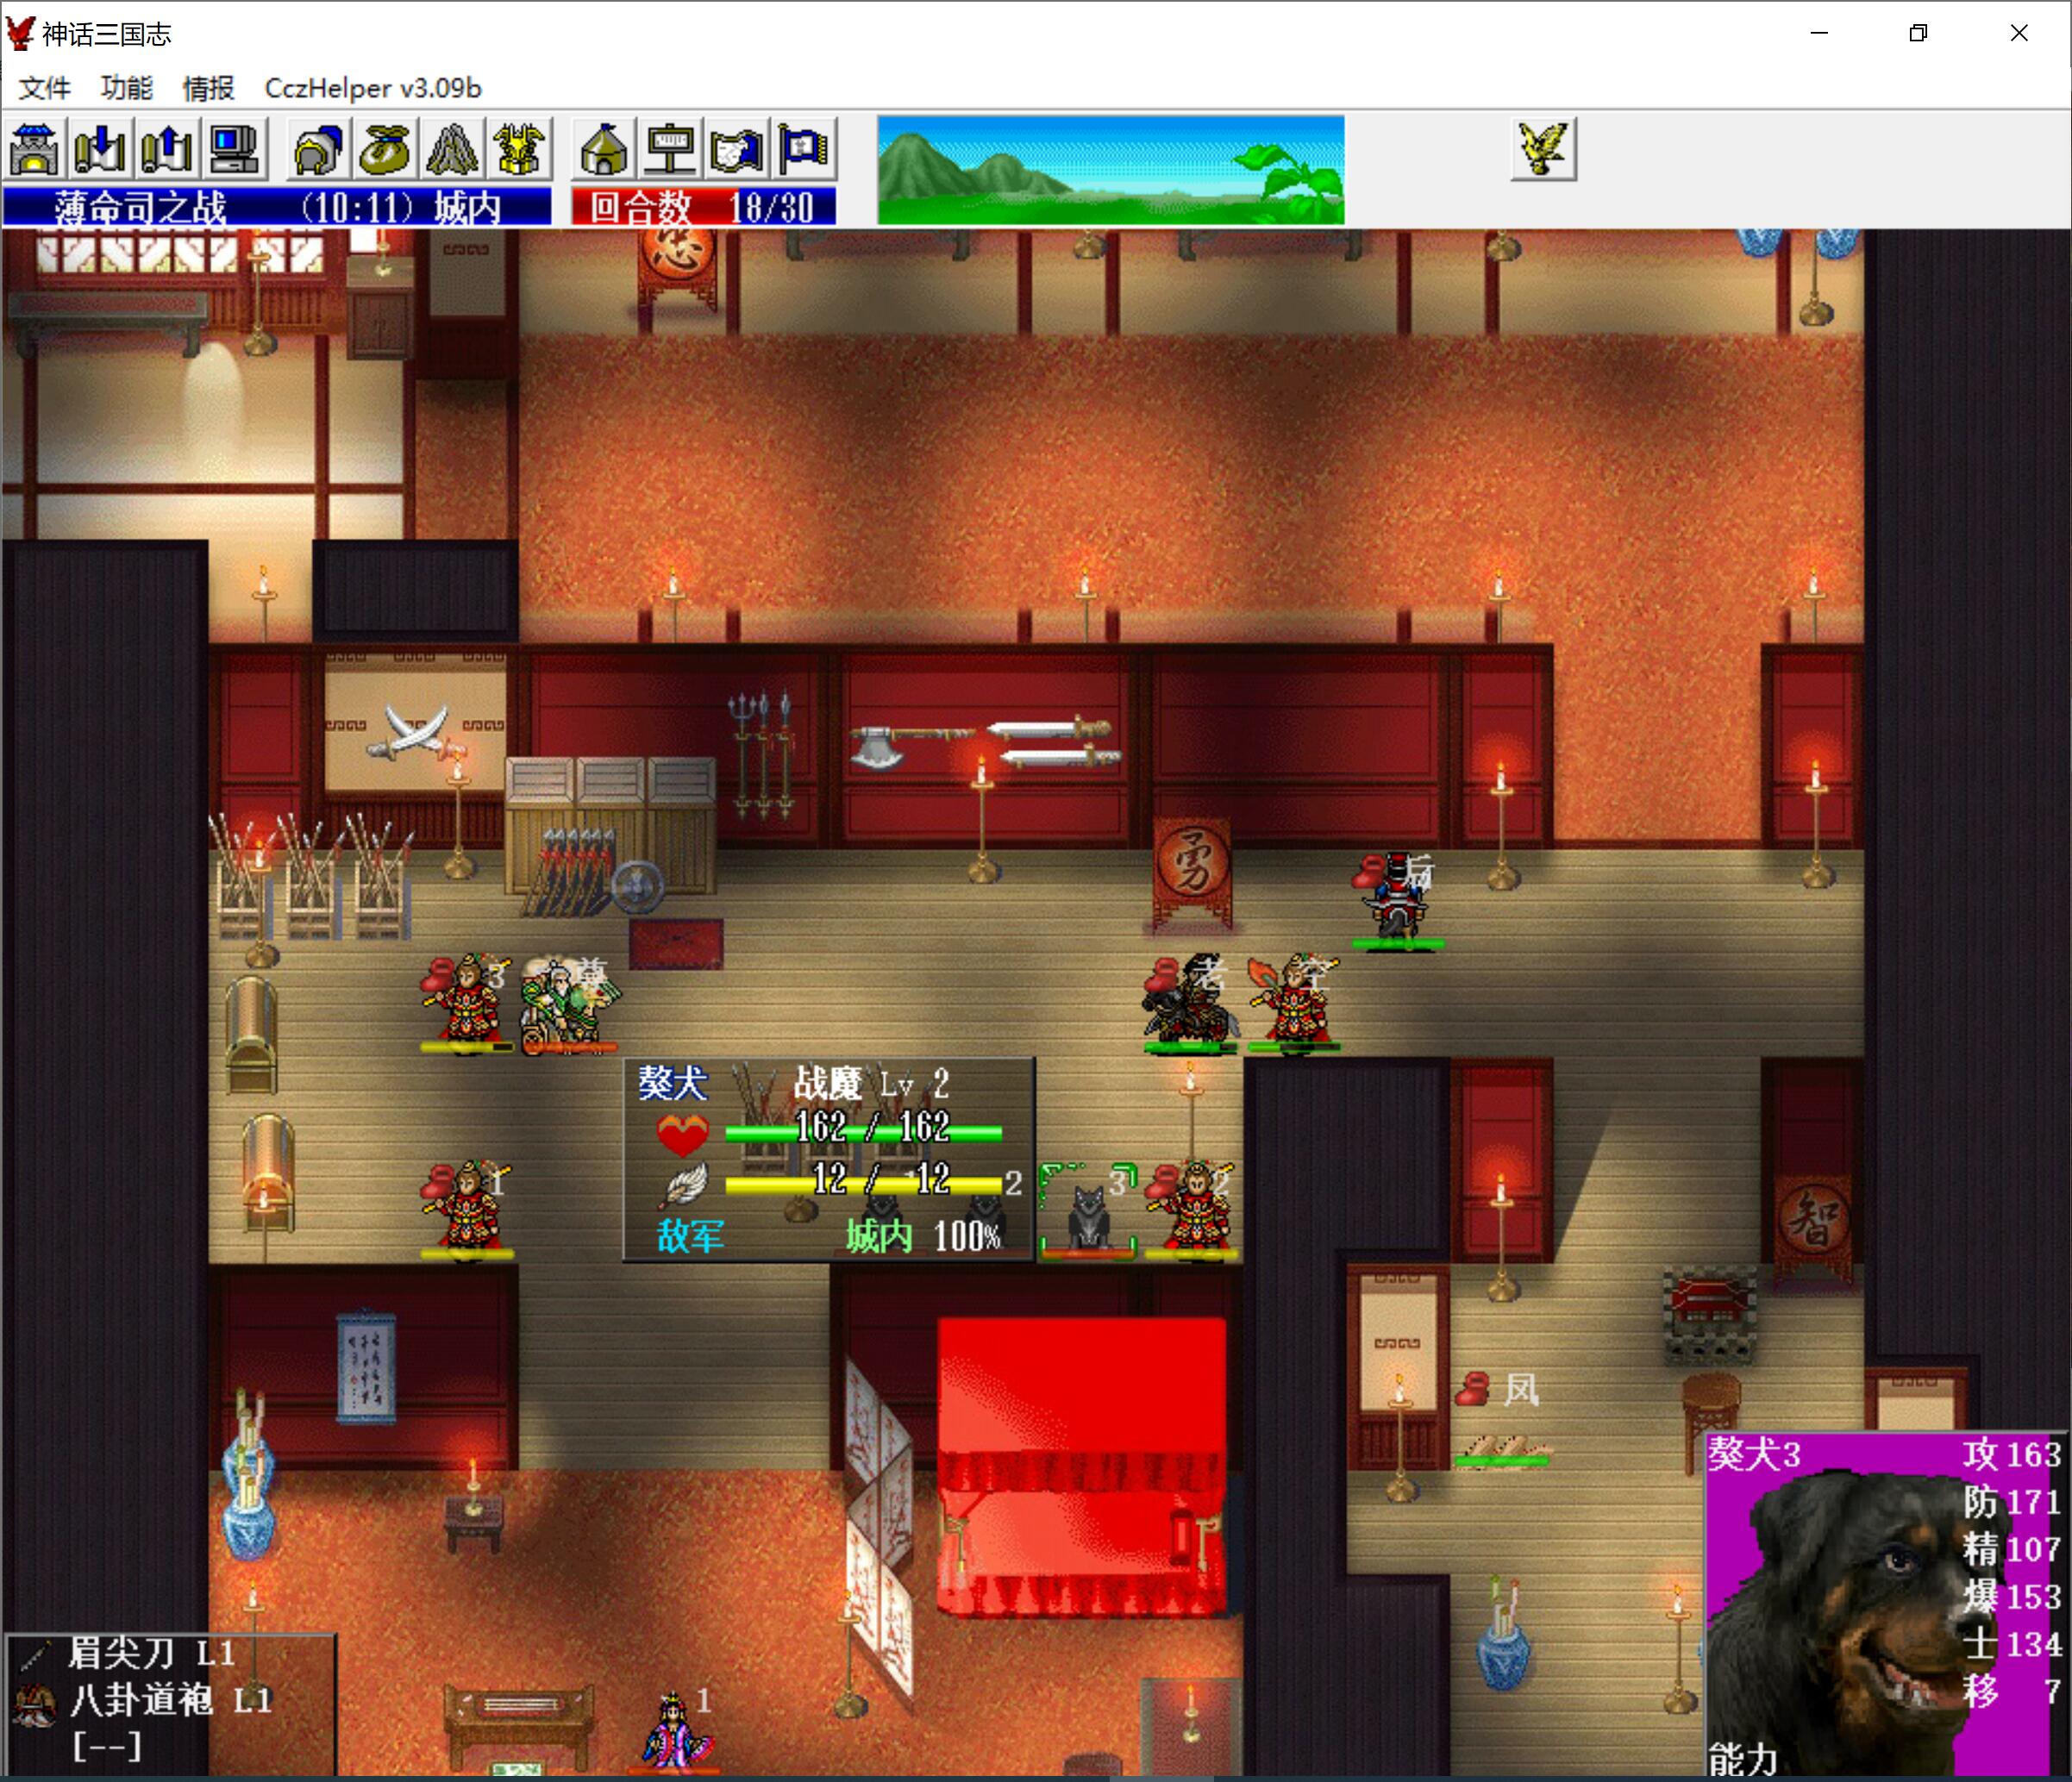 神话三国志
文件 功能 情报 CczHelper v3.09b
薄命司之战 (10:11) 城内 回合数 18/30
忠
勇
3
老
空
獒犬 战魔 Lv 2
162 / 162
12 / 12
敌军 城内 100%
1
2
3
2
智
凤
1
眉尖刀 L1
八卦道袍 L1
[--]
獒犬3 攻 163
防 171
精 107
爆 153
士 134
移 7
能力